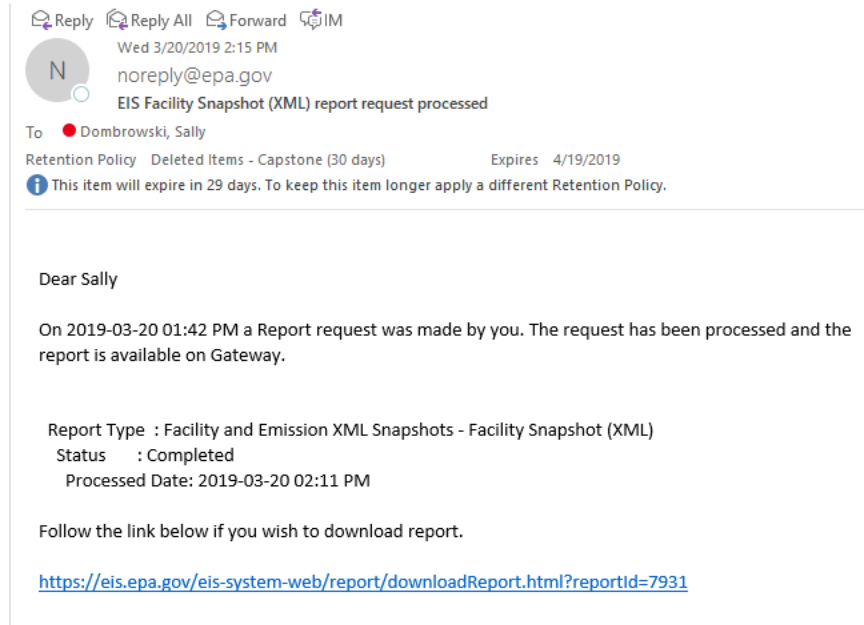 Reply Reply All Forward IM
Wed 3/20/2019 2:15 PM
N
noreply@epa.gov
EIS Facility Snapshot (XML) report request processed
To Dombrowski, Sally
Retention Policy Deleted Items - Capstone (30 days) Expires 4/19/2019
This item will expire in 29 days. To keep this item longer apply a different Retention Policy.
Dear Sally
On 2019-03-20 01:42 PM a Report request was made by you. The request has been processed and the
report is available on Gateway.
Report Type : Facility and Emission XML Snapshots - Facility Snapshot (XML)
Status : Completed
Processed Date: 2019-03-20 02:11 PM
Follow the link below if you wish to download report.
https://eis.epa.gov/eis-system-web/report/downloadReport.html?reportId=7931